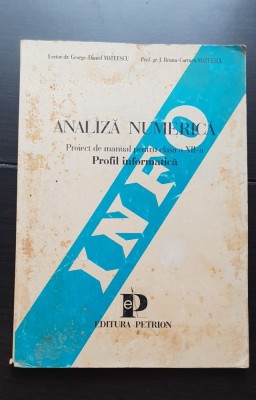 Lector dr. George-Daniel MATEESCU
Prof. gr. I. Ileana-Carmen MATEESCU
ANALIZĂ NUMERICĂ
Proiect de manual pentru clasa a XII-a
Profil informatică
INFO
eP
EDITURA PETRION